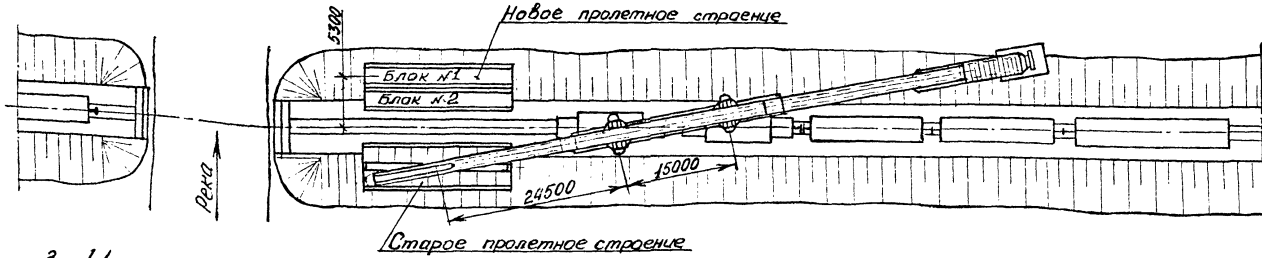 Новое пролетное строение
5300
Блок №1
Блок №2
24500
15000
Река
Старое пролетное строение